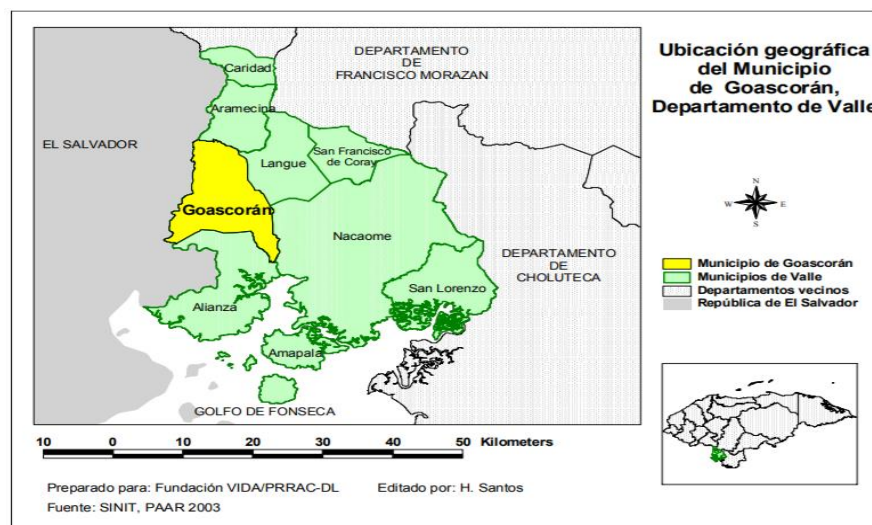 Ubicación geográfica
del Municipio
de Goascorán,
Departamento de Valle
DEPARTAMENTO
DE
FRANCISCO MORAZAN
Caridad
Aramecina
EL SALVADOR
San Francisco
de Coray
Langue
Goascorán
Nacaome
DEPARTAMENTO
DE
CHOLUTECA
San Lorenzo
Alianza
Amapala
GOLFO DE FONSECA
N
W E
S
Municipio de Goascorán
Municipios de Valle
Departamentos vecinos
República de El Salvador
10 0 10 20 30 40 50 Kilometers
Preparado para: Fundación VIDA/PRRAC-DL Editado por: H. Santos
Fuente: SINIT, PAAR 2003